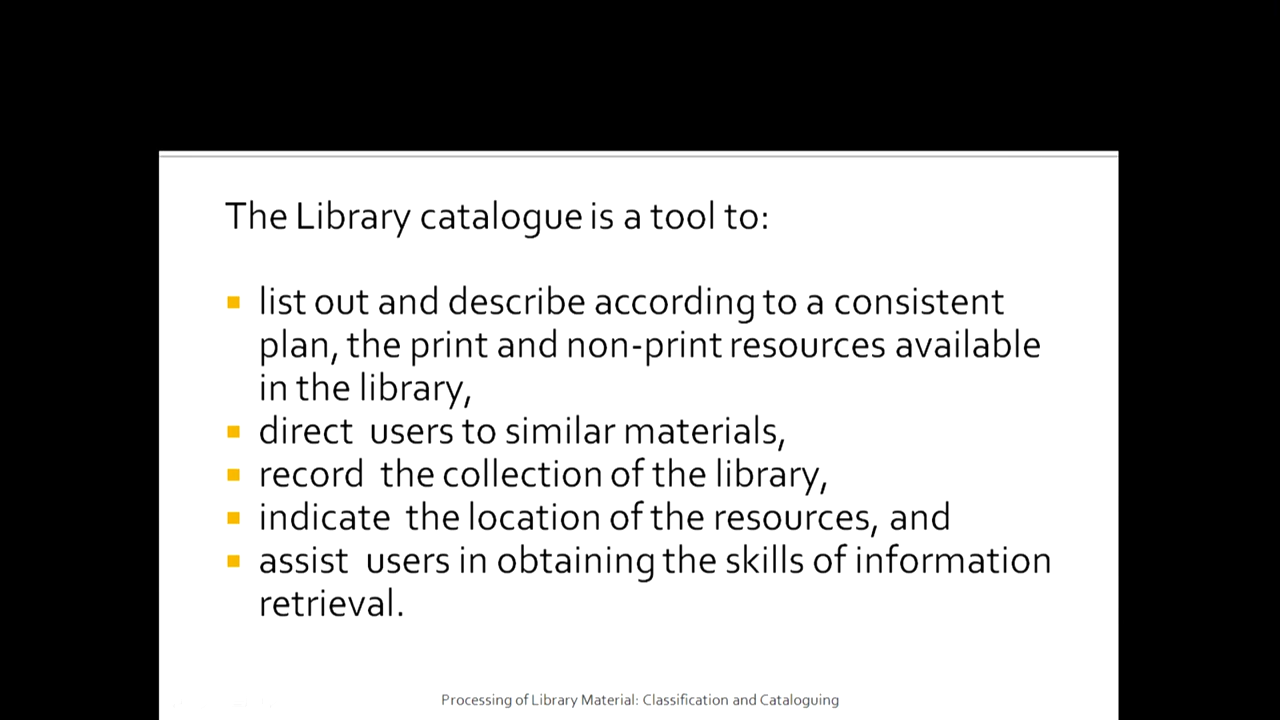 The Library catalogue is a tool to:
list out and describe according to a consistent
plan, the print and non-print resources available
in the library,
direct users to similar materials,
record the collection of the library,
indicate the location of the resources, and
assist users in obtaining the skills of information
retrieval.
Processing of Library Material: Classification and Cataloguing